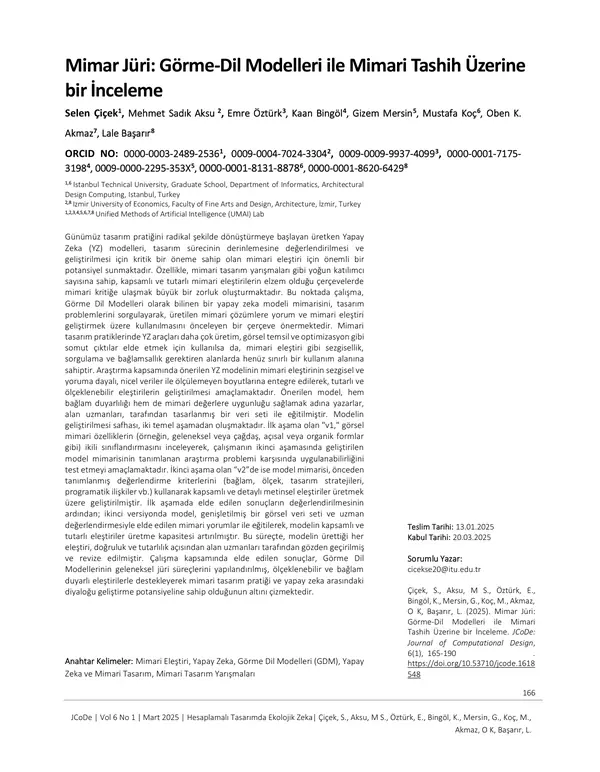 Mimar Jüri: Görme-Dil Modelleri ile Mimari Tashih Üzerine
bir İnceleme
Selen Çiçek¹, Mehmet Sadık Aksu ², Emre Öztürk³, Kaan Bingöl⁴, Gizem Mersin⁵, Mustafa Koç⁶, Oben K.
Akmaz⁷, Lale Başarır⁸
ORCID NO: 0000-0003-2489-2536¹, 0009-0004-7024-3304², 0009-0009-9937-4099³, 0000-0001-7175-
3198⁴, 0009-0000-2295-353X⁵, 0000-0001-8131-8878⁶, 0000-0001-8620-6429⁸
¹,⁶ Istanbul Technical University, Graduate School, Department of Informatics, Architectural
Design Computing, Istanbul, Turkey
²,⁸ Izmir University of Economics, Faculty of Fine Arts and Design, Architecture, İzmir, Turkey
¹,²,³,⁴,⁵,⁶,⁷,⁸ Unified Methods of Artificial Intelligence (UMAI) Lab
Günümüz tasarım pratiğini radikal şekilde dönüştürmeye başlayan üretken Yapay
Zeka (YZ) modelleri, tasarım sürecinin derinlemesine değerlendirilmesi ve
geliştirilmesi için kritik bir öneme sahip olan mimari eleştiri için önemli bir
potansiyel sunmaktadır. Özellikle, mimari tasarım yarışmaları gibi yoğun katılımcı
sayısına sahip, kapsamlı ve tutarlı mimari eleştirilerin elzem olduğu çerçevelerde
mimari kritiğe ulaşmak büyük bir zorluk oluşturmaktadır. Bu noktada çalışma,
Görme Dil Modelleri olarak bilinen bir yapay zeka modeli mimarisini, tasarım
problemlerini sorgulayarak, üretilen mimari çözümlere yorum ve mimari eleştiri
geliştirmek üzere kullanılmasını önceleyen bir çerçeve önermektedir. Mimari
tasarım pratiklerinde YZ araçları daha çok üretim, görsel temsil ve optimizasyon gibi
somut çıktılar elde etmek için kullanılsa da, mimari eleştiri gibi sezgisellik,
sorgulama ve bağlamsallık gerektiren alanlarda henüz sınırlı bir kullanım alanına
sahiptir. Araştırma kapsamında önerilen YZ modelinin mimari eleştirinin sezgisel ve
yoruma dayalı, nicel veriler ile ölçülemeyen boyutlarına entegre edilerek, tutarlı ve
ölçeklenebilir eleştirilerin geliştirilmesi amaçlamaktadır. Önerilen model, hem
bağlam duyarlılığı hem de mimari değerlere uygunluğu sağlamak adına yazarlar,
alan uzmanları, tarafından tasarlanmış bir veri seti ile eğitilmiştir. Modelin
geliştirilmesi safhası, iki temel aşamadan oluşmaktadır. İlk aşama olan "v1," görsel
mimari özelliklerin (örneğin, geleneksel veya çağdaş, açısal veya organik formlar
gibi) ikili sınıflandırmasını inceleyerek, çalışmanın ikinci aşamasında geliştirilen
model mimarisinin tanımlanan araştırma problemi karşısında uygulanabilirliğini
test etmeyi amaçlamaktadır. İkinci aşama olan "v2"de ise model mimarisi, önceden
tanımlanmış değerlendirme kriterlerini (bağlam, ölçek, tasarım stratejileri,
programatik ilişkiler vb.) kullanarak kapsamlı ve detaylı metinsel eleştiriler üretmek
üzere geliştirilmiştir. İlk aşamada elde edilen sonuçların değerlendirilmesinin
ardından; ikinci versiyonda model, genişletilmiş bir görsel veri seti ve uzman
değerlendirmesiyle elde edilen mimari yorumlar ile eğitilerek, modelin kapsamlı ve
tutarlı eleştiriler üretme kapasitesi artırılmıştır. Bu süreçte, modelin ürettiği her
eleştiri, doğruluk ve tutarlılık açısından alan uzmanları tarafından gözden geçirilmiş
ve revize edilmiştir. Çalışma kapsamında elde edilen sonuçlar, Görme Dil
Modellerinin geleneksel jüri süreçlerini yapılandırılmış, ölçeklenebilir ve bağlam
duyarlı eleştirilerle destekleyerek mimari tasarım pratiği ve yapay zeka arasındaki
diyaloğu geliştirme potansiyeline sahip olduğunun altını çizmektedir.
Anahtar Kelimeler: Mimari Eleştiri, Yapay Zeka, Görme Dil Modelleri (GDM), Yapay
Zeka ve Mimari Tasarım, Mimari Tasarım Yarışmaları
Teslim Tarihi: 13.01.2025
Kabul Tarihi: 20.03.2025
Sorumlu Yazar:
cicekse20@itu.edu.tr
Çiçek, S., Aksu, M S., Öztürk, E.,
Bingöl, K., Mersin, G., Koç, M., Akmaz,
O K, Başarır, L. (2025). Mimar Jüri:
Görme-Dil Modelleri ile Mimari
Tashih Üzerine bir İnceleme. JCoDe:
Journal of Computational Design,
6(1), 165-190 .
https://doi.org/10.53710/jcode.1618
548
166
JCoDe | Vol 6 No 1 | Mart 2025 | Hesaplamalı Tasarımda Ekolojik Zeka| Çiçek, S., Aksu, M S., Öztürk, E., Bingöl, K., Mersin, G., Koç, M.,
Akmaz, O K, Başarır, L.